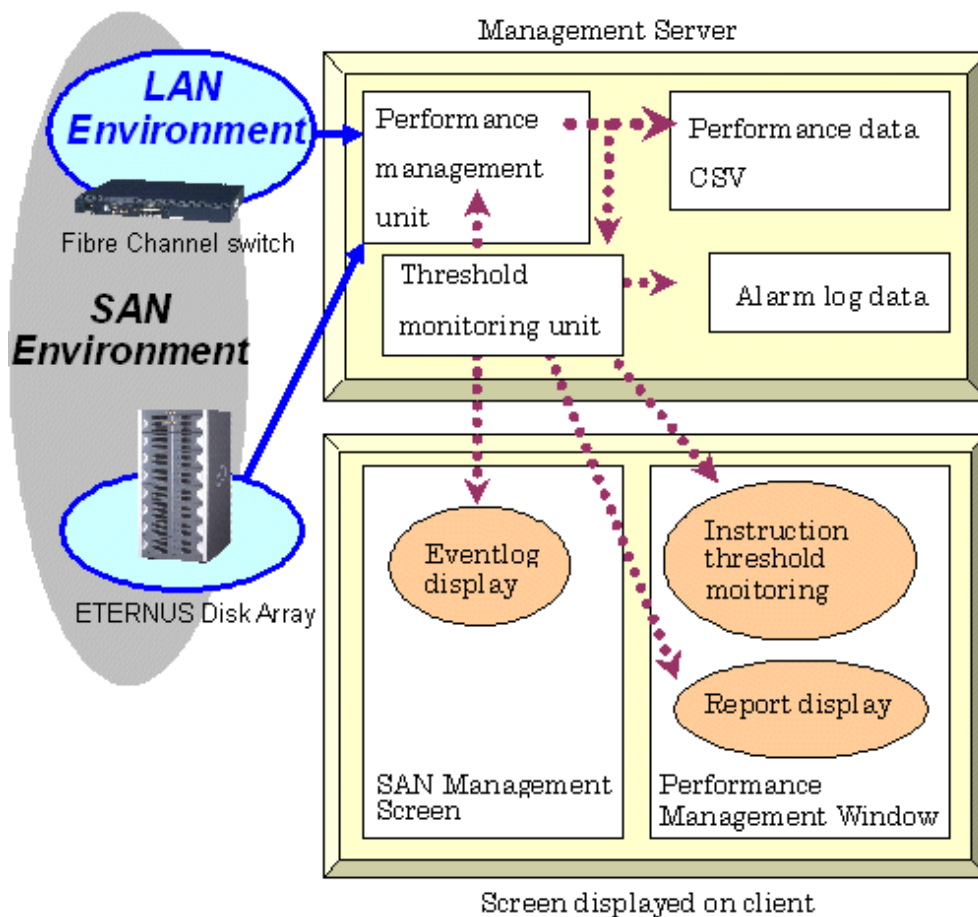 Management Server
LAN
Environment
Fibre Channel switch
SAN
Environment
ETERNUS Disk Array
Performance
management
unit
Performance data
CSV
Threshold
monitoring unit
Alarm log data
Eventlog
display
SAN Management
Screen
Instruction
threshold
moitoring
Report display
Performance
Management Window
Screen displayed on client